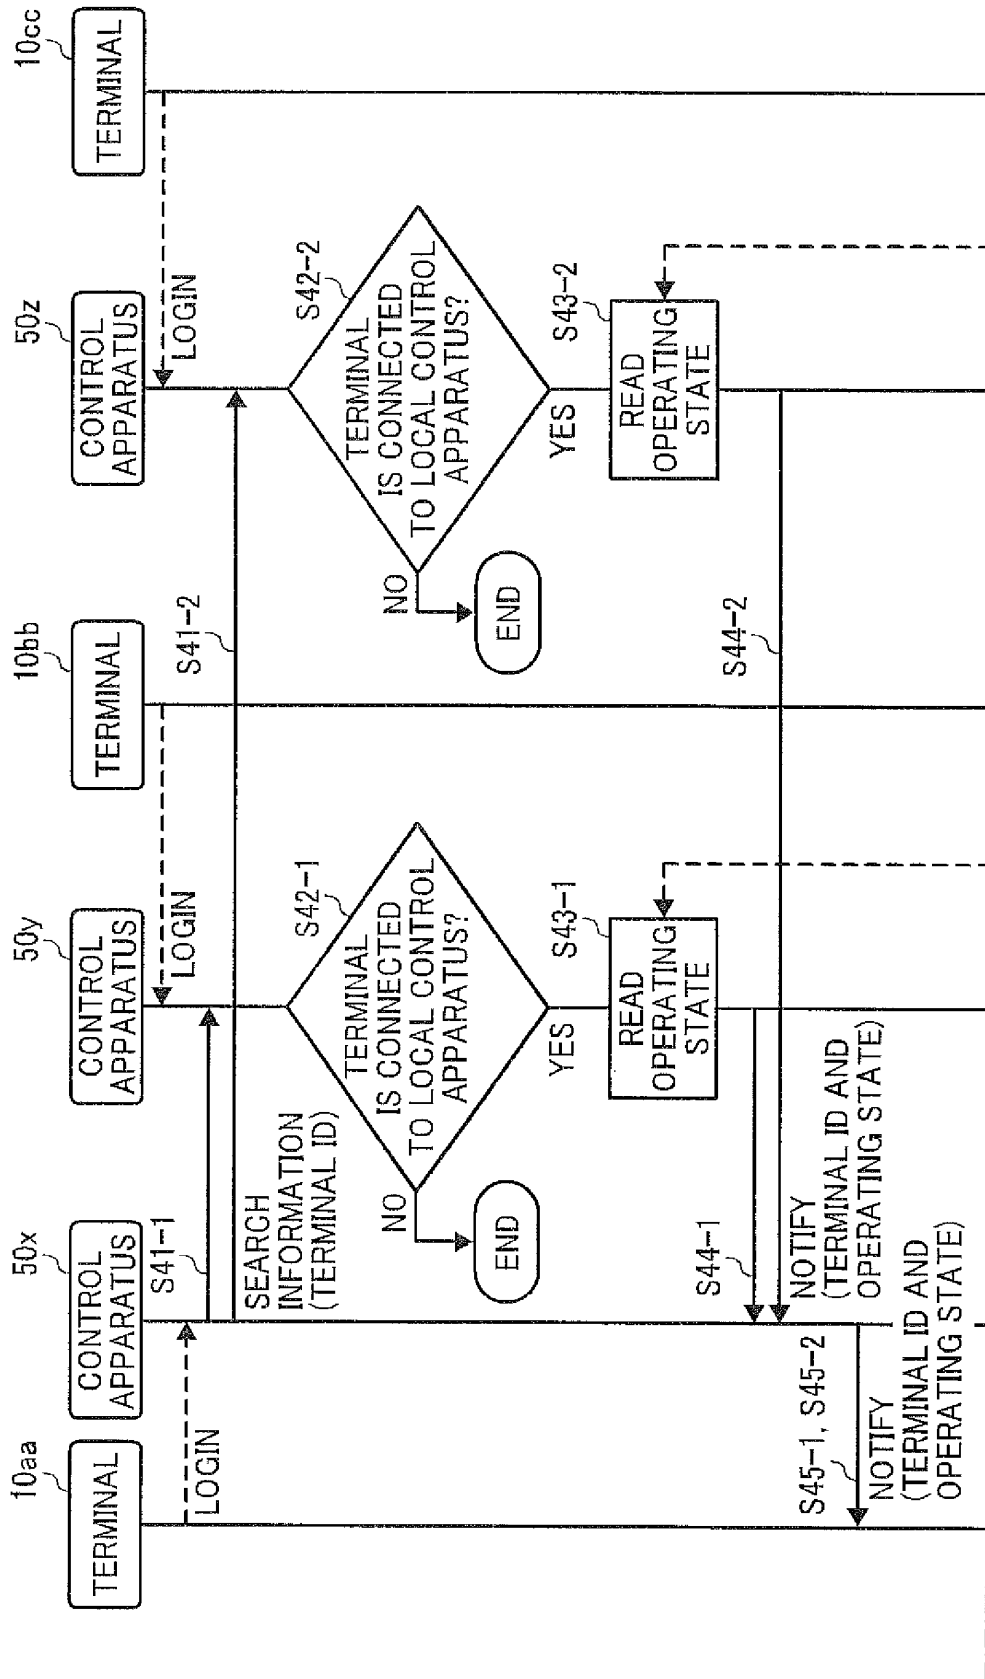 10aa
TERMINAL
50x
CONTROL
APPARATUS
50y
CONTROL
APPARATUS
10bb
TERMINAL
50z
CONTROL
APPARATUS
10cc
TERMINAL
LOGIN
S41-1
LOGIN
S41-2
LOGIN
SEARCH
INFORMATION
(TERMINAL ID)
S42-1
TERMINAL
IS CONNECTED
TO LOCAL CONTROL
APPARATUS?
NO
END
YES
S42-2
TERMINAL
IS CONNECTED
TO LOCAL CONTROL
APPARATUS?
NO
END
YES
S43-1
READ
OPERATING
STATE
S43-2
READ
OPERATING
STATE
S44-1
S44-2
NOTIFY
(TERMINAL ID AND
OPERATING STATE)
S45-1, S45-2
NOTIFY
(TERMINAL ID AND
OPERATING STATE)